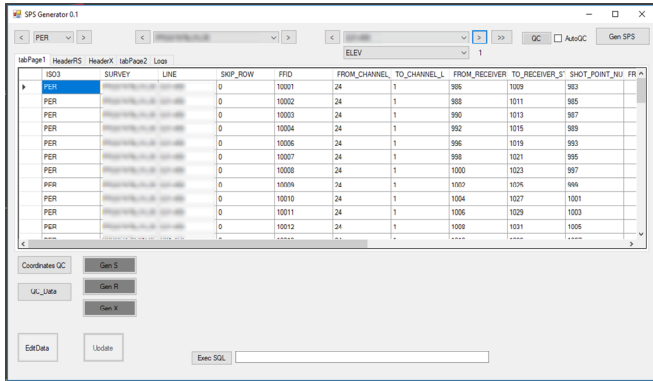 SPS Generator 0.1
< PER > < > < > >> QC AutoQC Gen SPS
ELEV 1
tabPage1 HeaderRS HeaderX tabPage2 Logs
ISO3 SURVEY LINE SKIP_ROW FFID FROM_CHANNEL_ TO_CHANNEL_L FROM_RECEIVER TO_RECEIVER_ST SHOT_POINT_NU FR
PER 0 10001 24 1 986 1009 983
PER 0 10002 24 1 988 1011 985
PER 0 10003 24 1 990 1013 987
PER 0 10004 24 1 992 1015 989
PER 0 10006 24 1 996 1019 993
PER 0 10007 24 1 998 1021 995
PER 0 10008 24 1 1000 1023 997
PER 0 10009 24 1 1002 1025 999
PER 0 10010 24 1 1004 1027 1001
PER 0 10011 24 1 1006 1029 1003
PER 0 10012 24 1 1008 1031 1005
Coordinates QC Gen S
QC_Data Gen R
Gen X
EditData Update
Exec SQL